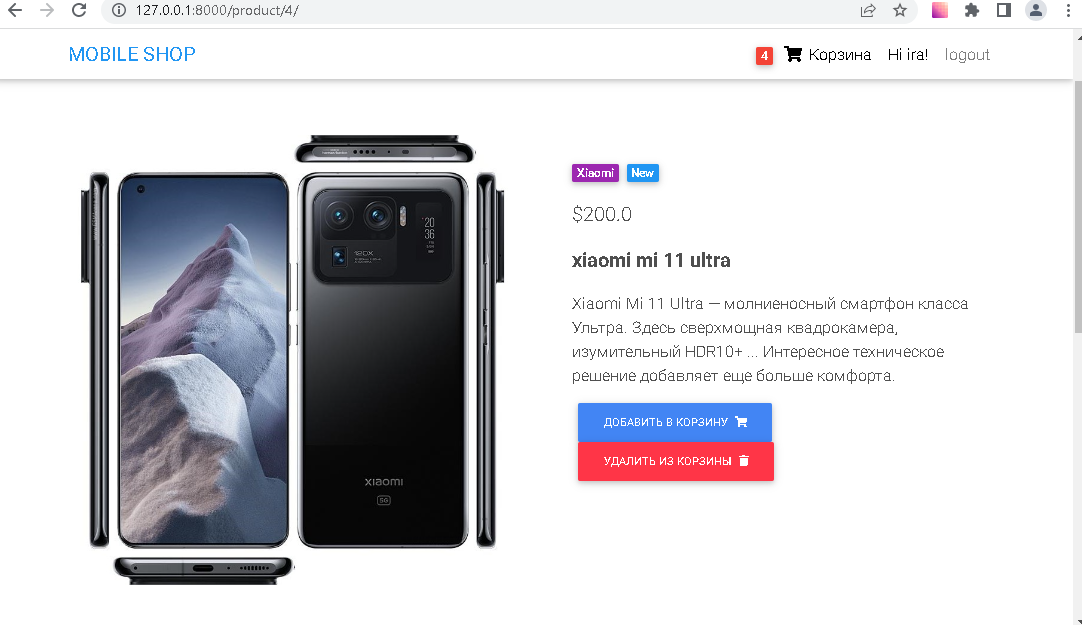 127.0.0.1:8000/product/4/
MOBILE SHOP
4 Корзина Hi ira! logout
Xiaomi New
$200.0
xiaomi mi 11 ultra
Xiaomi Mi 11 Ultra — молниеносный смартфон класса
Ультра. Здесь сверхмощная квадрокамера,
изумительный HDR10+ ... Интересное техническое
решение добавляет еще больше комфорта.
ДОБАВИТЬ В КОРЗИНУ
УДАЛИТЬ ИЗ КОРЗИНЫ
20
36
120X
xiaomi
5G